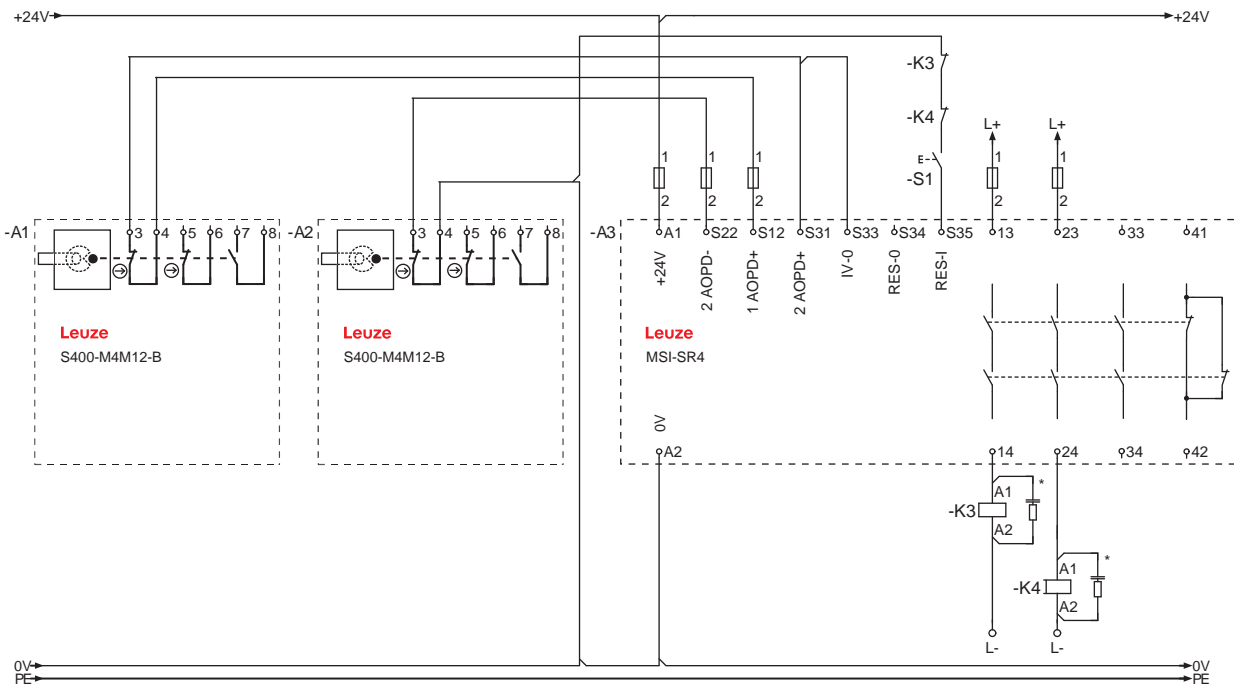 +24V
+24V
-K3
-K4
L+
L+
E
-S1
1
1
1
1
1
2
2
2
2
2
-A1
3
4
5
6
7
8
-A2
3
4
5
6
7
8
-A3
A1
S22
S12
S31
S33
S34
S35
13
23
33
41
+24V
2 AOPD-
1 AOPD+
2 AOPD+
IV-0
RES-0
RES-I
Leuze
S400-M4M12-B
Leuze
S400-M4M12-B
Leuze
MSI-SR4
0V
A2
14
24
34
42
A1
*
-K3
A2
A1
*
-K4
A2
L-
L-
0V
0V
PE
PE